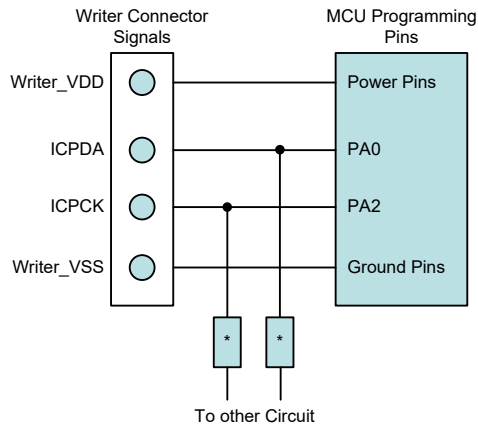 Writer Connector
Signals
MCU Programming
Pins
Writer_VDD
Power Pins
ICPDA
PA0
ICPCK
PA2
Writer_VSS
Ground Pins
*
*
To other Circuit